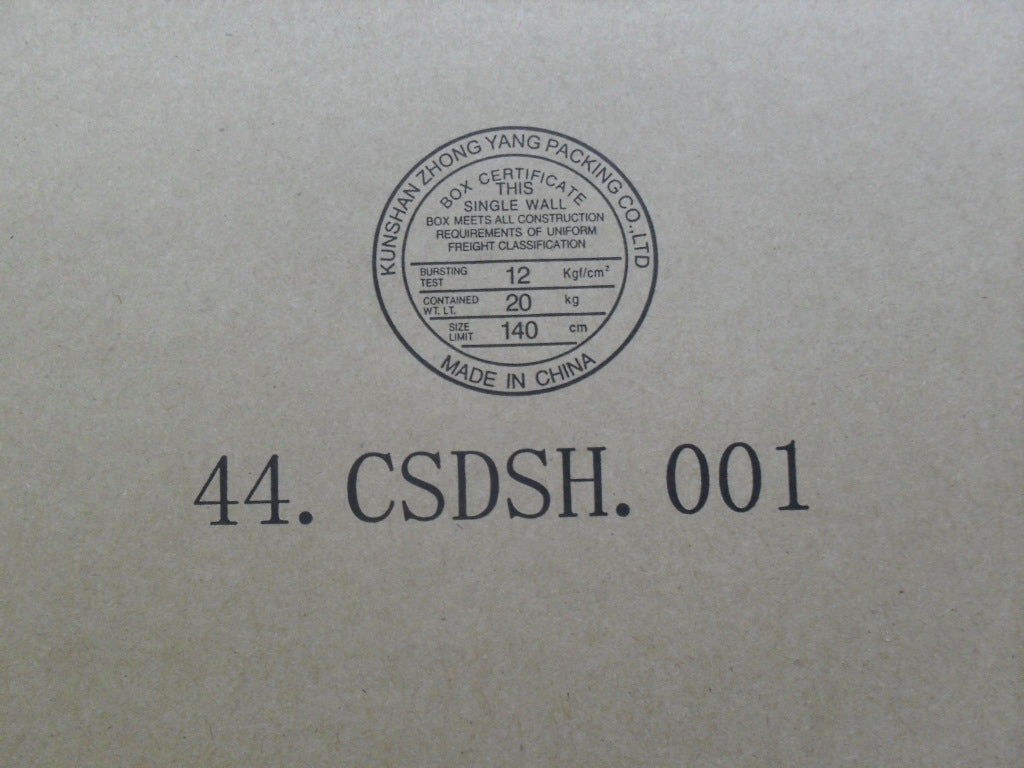 KUNSHAN ZHONG YANG PACKING CO.,LTD
BOX CERTIFICATE
THIS
SINGLE WALL
BOX MEETS ALL CONSTRUCTION
REQUIREMENTS OF UNIFORM
FREIGHT CLASSIFICATION
BURSTING TEST 12 Kgf/cm²
CONTAINED WT. LT. 20 kg
SIZE LIMIT 140 cm
MADE IN CHINA
44. CSDSH. 001